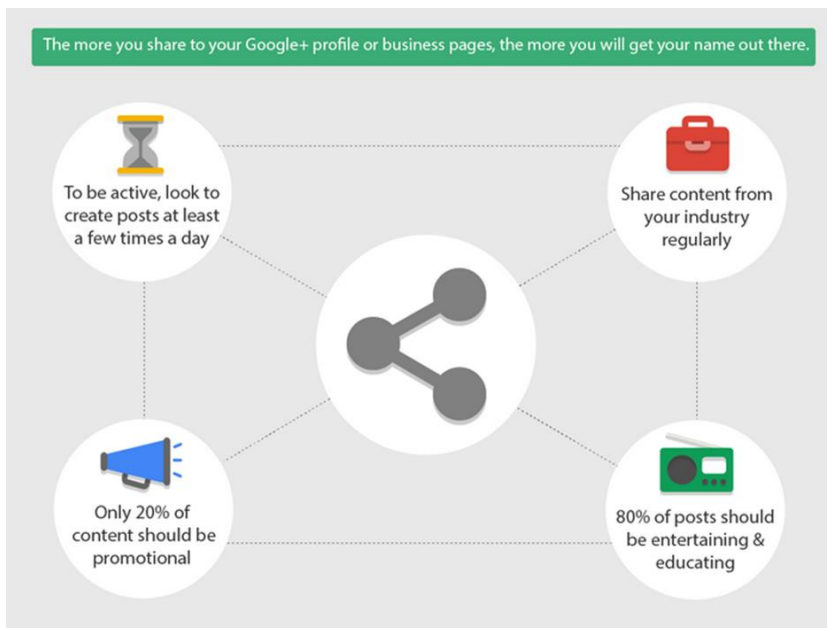 The more you share to your Google+ profile or business pages, the more you will get your name out there.
To be active, look to
create posts at least
a few times a day
Share content from
your industry
regularly
Only 20% of
content should be
promotional
80% of posts should
be entertaining &
educating